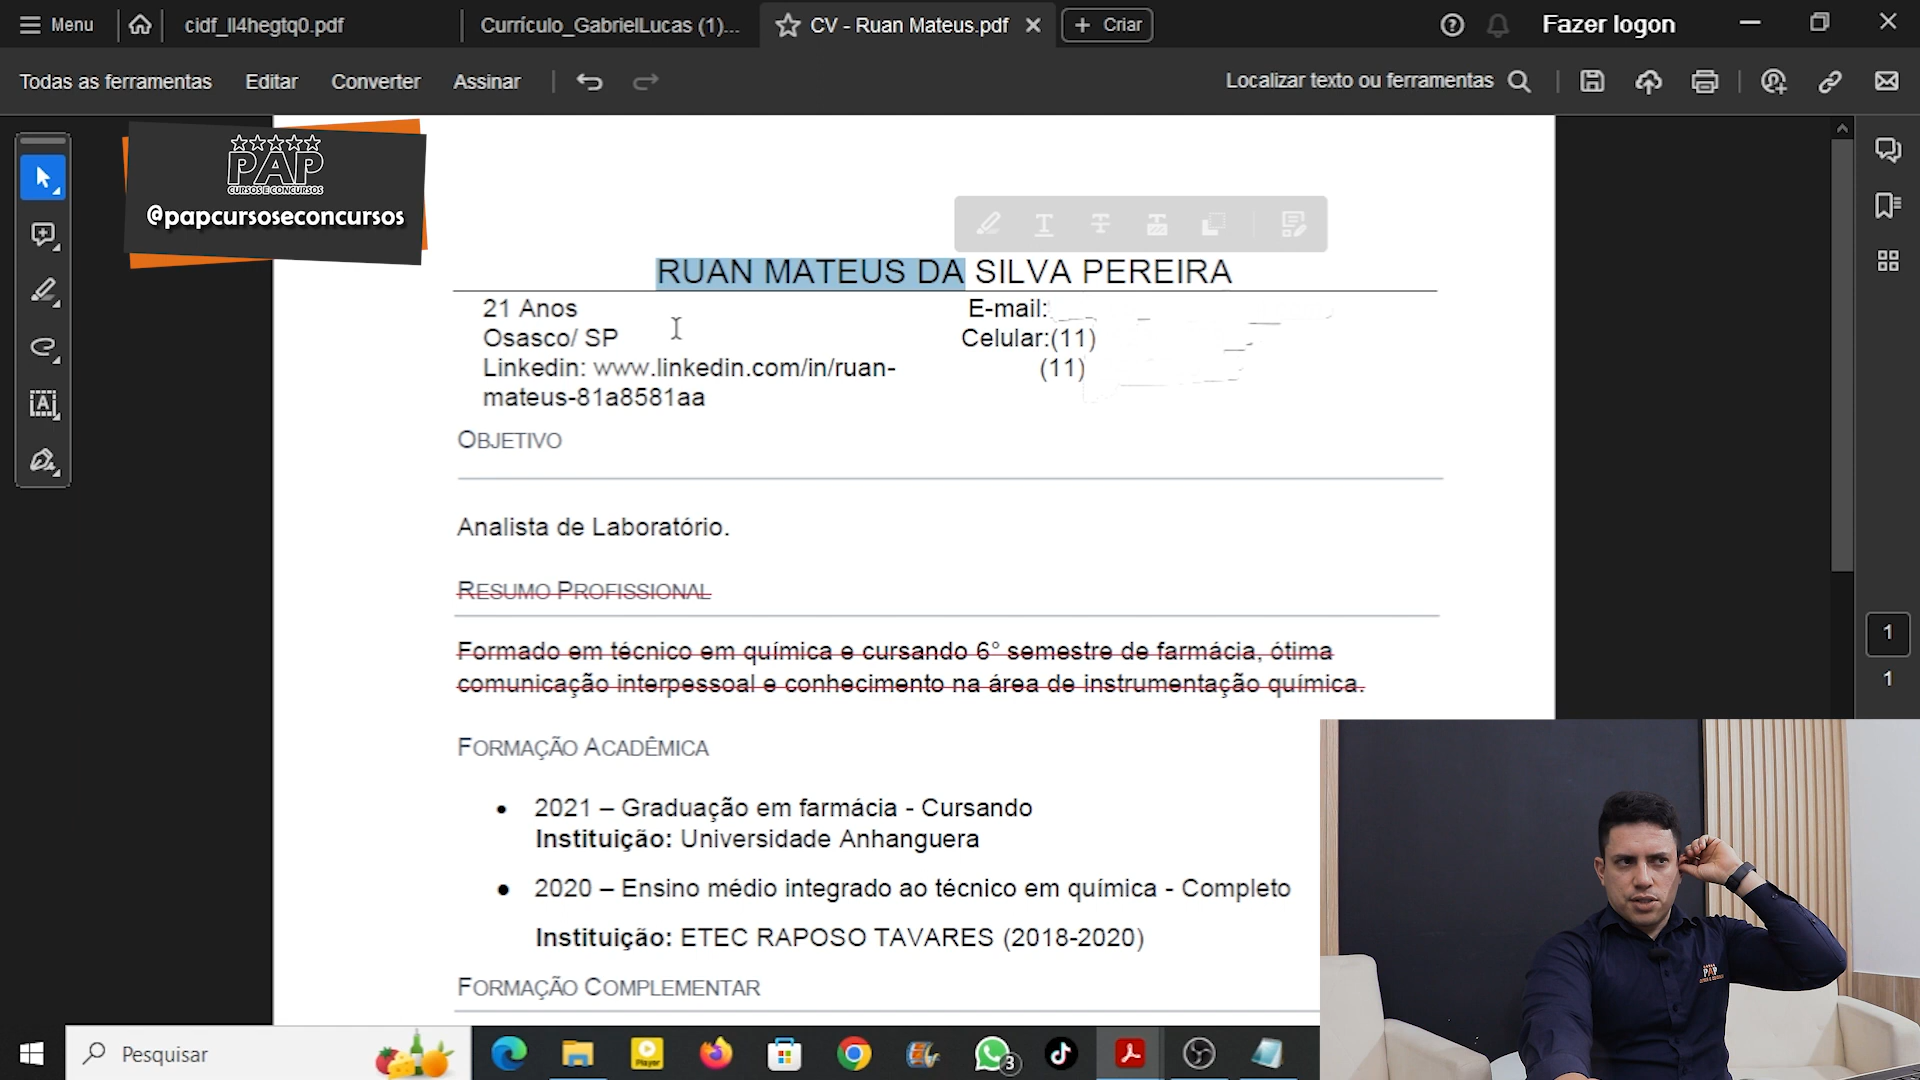 Menu
cidf_ll4hegtq0.pdf
Currículo_GabrielLucas (1)...
CV - Ruan Mateus.pdf
Criar
Fazer logon
Todas as ferramentas
Editar
Converter
Assinar
Localizar texto ou ferramentas
PAP
CURSOS E CONCURSOS
@papcursoseconcursos
RUAN MATEUS DA SILVA PEREIRA
21 Anos
E-mail:
Osasco/ SP
Celular:(11)
Linkedin: www.linkedin.com/in/ruan-
(11)
mateus-81a8581aa
OBJETIVO
Analista de Laboratório.
RESUMO PROFISSIONAL
Formado em técnico em química e cursando 6° semestre de farmácia, ótima
comunicação interpessoal e conhecimento na área de instrumentação química.
FORMAÇÃO ACADÊMICA
2021 – Graduação em farmácia - Cursando
Instituição: Universidade Anhanguera
2020 – Ensino médio integrado ao técnico em química - Completo
Instituição: ETEC RAPOSO TAVARES (2018-2020)
FORMAÇÃO COMPLEMENTAR
1
1
PAP
Pesquisar
Player
3